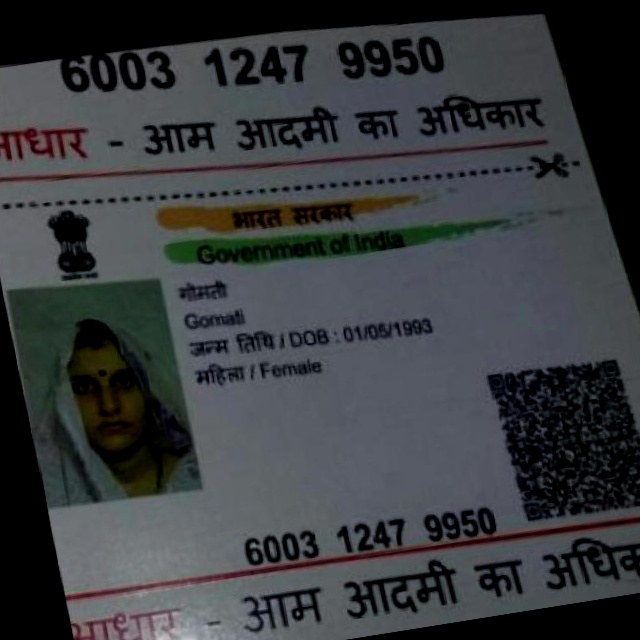 6003 1247 9950
आधार - आम आदमी का अधिकार
भारत सरकार
Government of India
गोमती
Gomati
जन्म तिथि / DOB : 01/05/1993
महिला / Female
6003 1247 9950
आधार - आम आदमी का अधिक